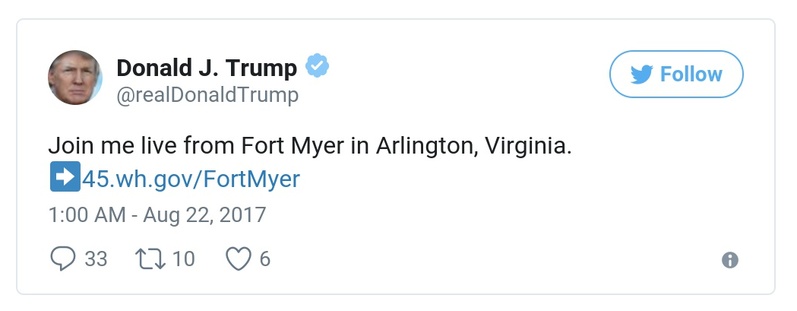 Donald J. Trump
@realDonaldTrump
Follow
Join me live from Fort Myer in Arlington, Virginia.
➡45.wh.gov/FortMyer
1:00 AM - Aug 22, 2017
33 10 6